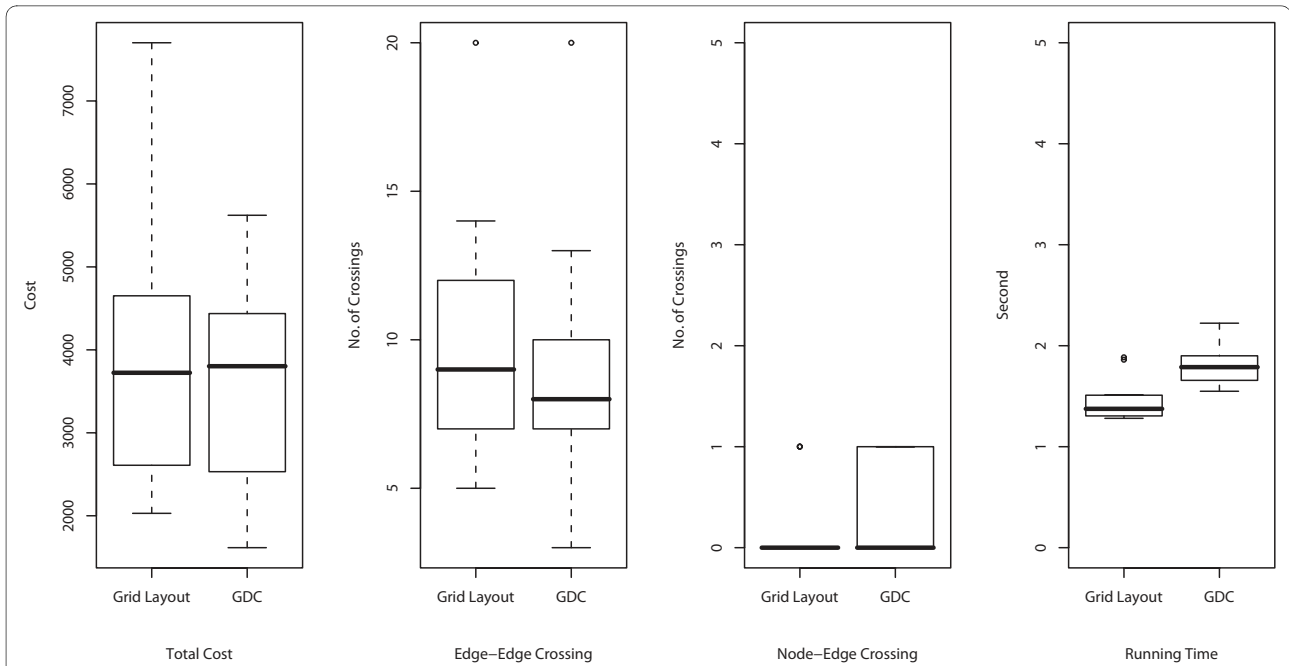 Cost
7000
6000
5000
4000
3000
2000
Grid Layout
GDC
Total Cost
No. of Crossings
20
15
10
5
Grid Layout
GDC
Edge–Edge Crossing
No. of Crossings
5
4
3
2
1
0
Grid Layout
GDC
Node–Edge Crossing
Second
5
4
3
2
1
0
Grid Layout
GDC
Running Time